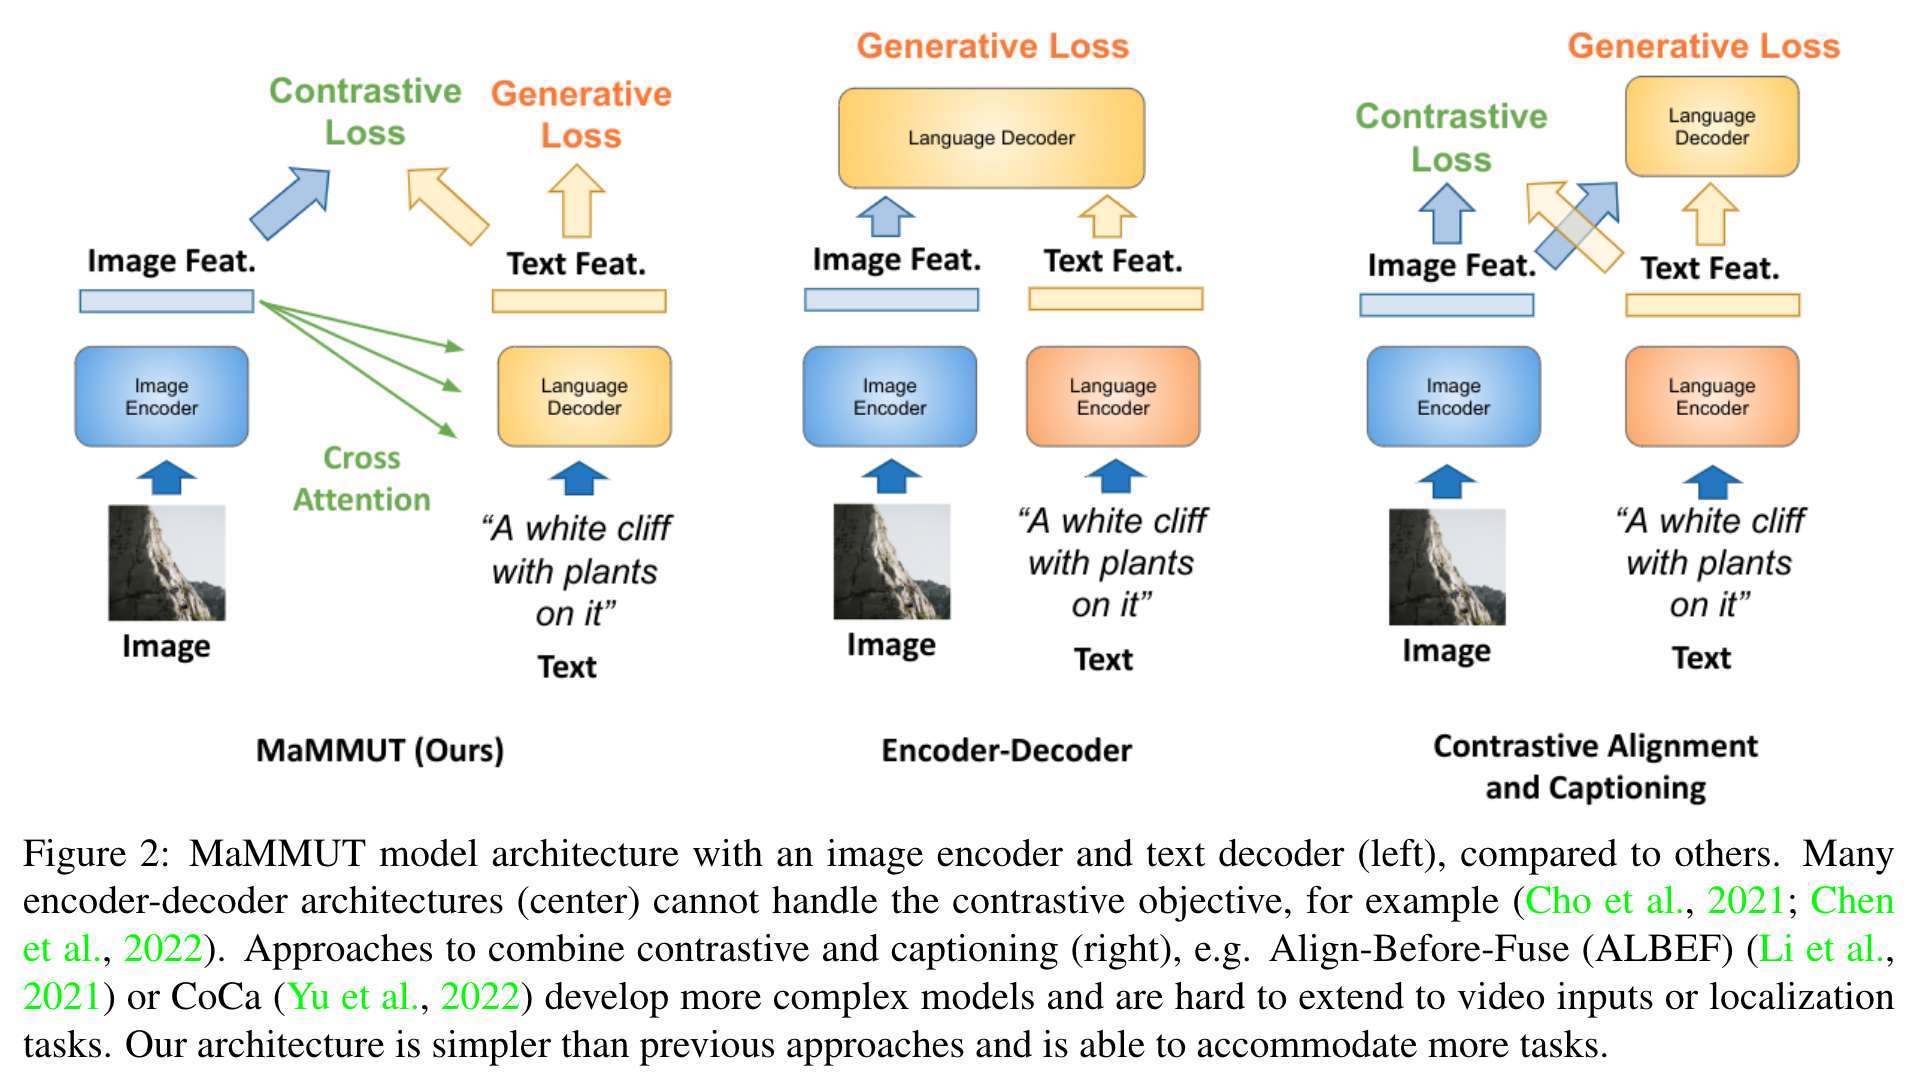 Contrastive
Loss
Generative
Loss
Image Feat.
Text Feat.
Image
Encoder
Language
Decoder
Cross
Attention
“A white cliff
with plants
on it”
Image
Text
MaMMUT (Ours)
Generative Loss
Language Decoder
Image Feat.
Text Feat.
Image
Encoder
Language
Encoder
“A white cliff
with plants
on it”
Image
Text
Encoder-Decoder
Generative Loss
Language
Decoder
Contrastive
Loss
Image Feat.
Text Feat.
Image
Encoder
Language
Encoder
“A white cliff
with plants
on it”
Image
Text
Contrastive Alignment
and Captioning
Figure 2: MaMMUT model architecture with an image encoder and text decoder (left), compared to others. Many
encoder-decoder architectures (center) cannot handle the contrastive objective, for example (Cho et al., 2021; Chen
et al., 2022). Approaches to combine contrastive and captioning (right), e.g. Align-Before-Fuse (ALBEF) (Li et al.,
2021) or CoCa (Yu et al., 2022) develop more complex models and are hard to extend to video inputs or localization
tasks. Our architecture is simpler than previous approaches and is able to accommodate more tasks.